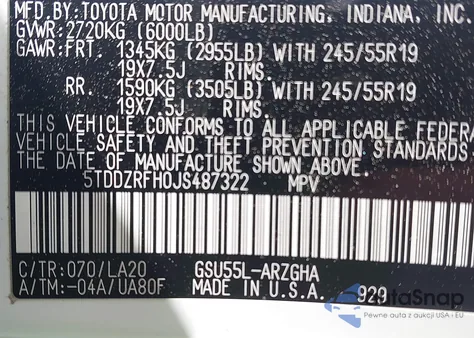 MFD.BY:TOYOTA MOTOR MANUFACTURING, INDIANA, INC
GVWR:2720KG (6000LB)
GAWR:FRT. 1345KG (2955LB) WITH 245/55R19
19X7.5J RIMS.
RR. 1590KG (3505LB) WITH 245/55R19
19X7.5J RIMS.
THIS VEHICLE CONFORMS TO ALL APPLICABLE FEDER
VEHICLE SAFETY AND THEFT PREVENTION STANDARDS
THE DATE OF MANUFACTURE SHOWN ABOVE.
5TDDZRFH0JS487322 MPV
C/TR:070/LA20 GSU55L-ARZGHA
A/TM:-04A/UA80F MADE IN U.S.A. 929
AutaSnap
Pewne auta z aukcji USA i EU